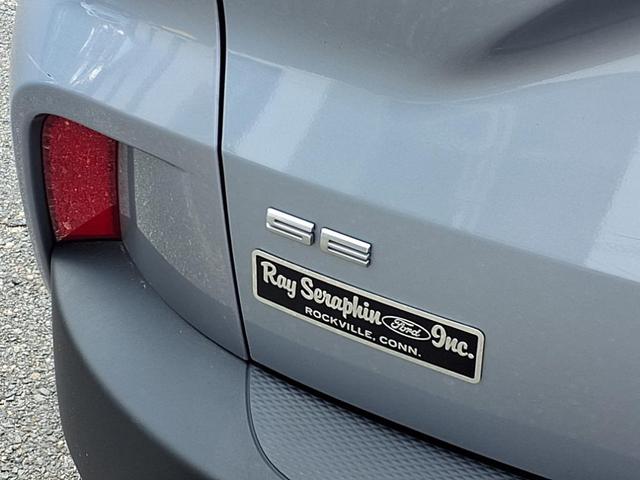 SE
Ray Seraphin Ford Inc.
ROCKVILLE, CONN.